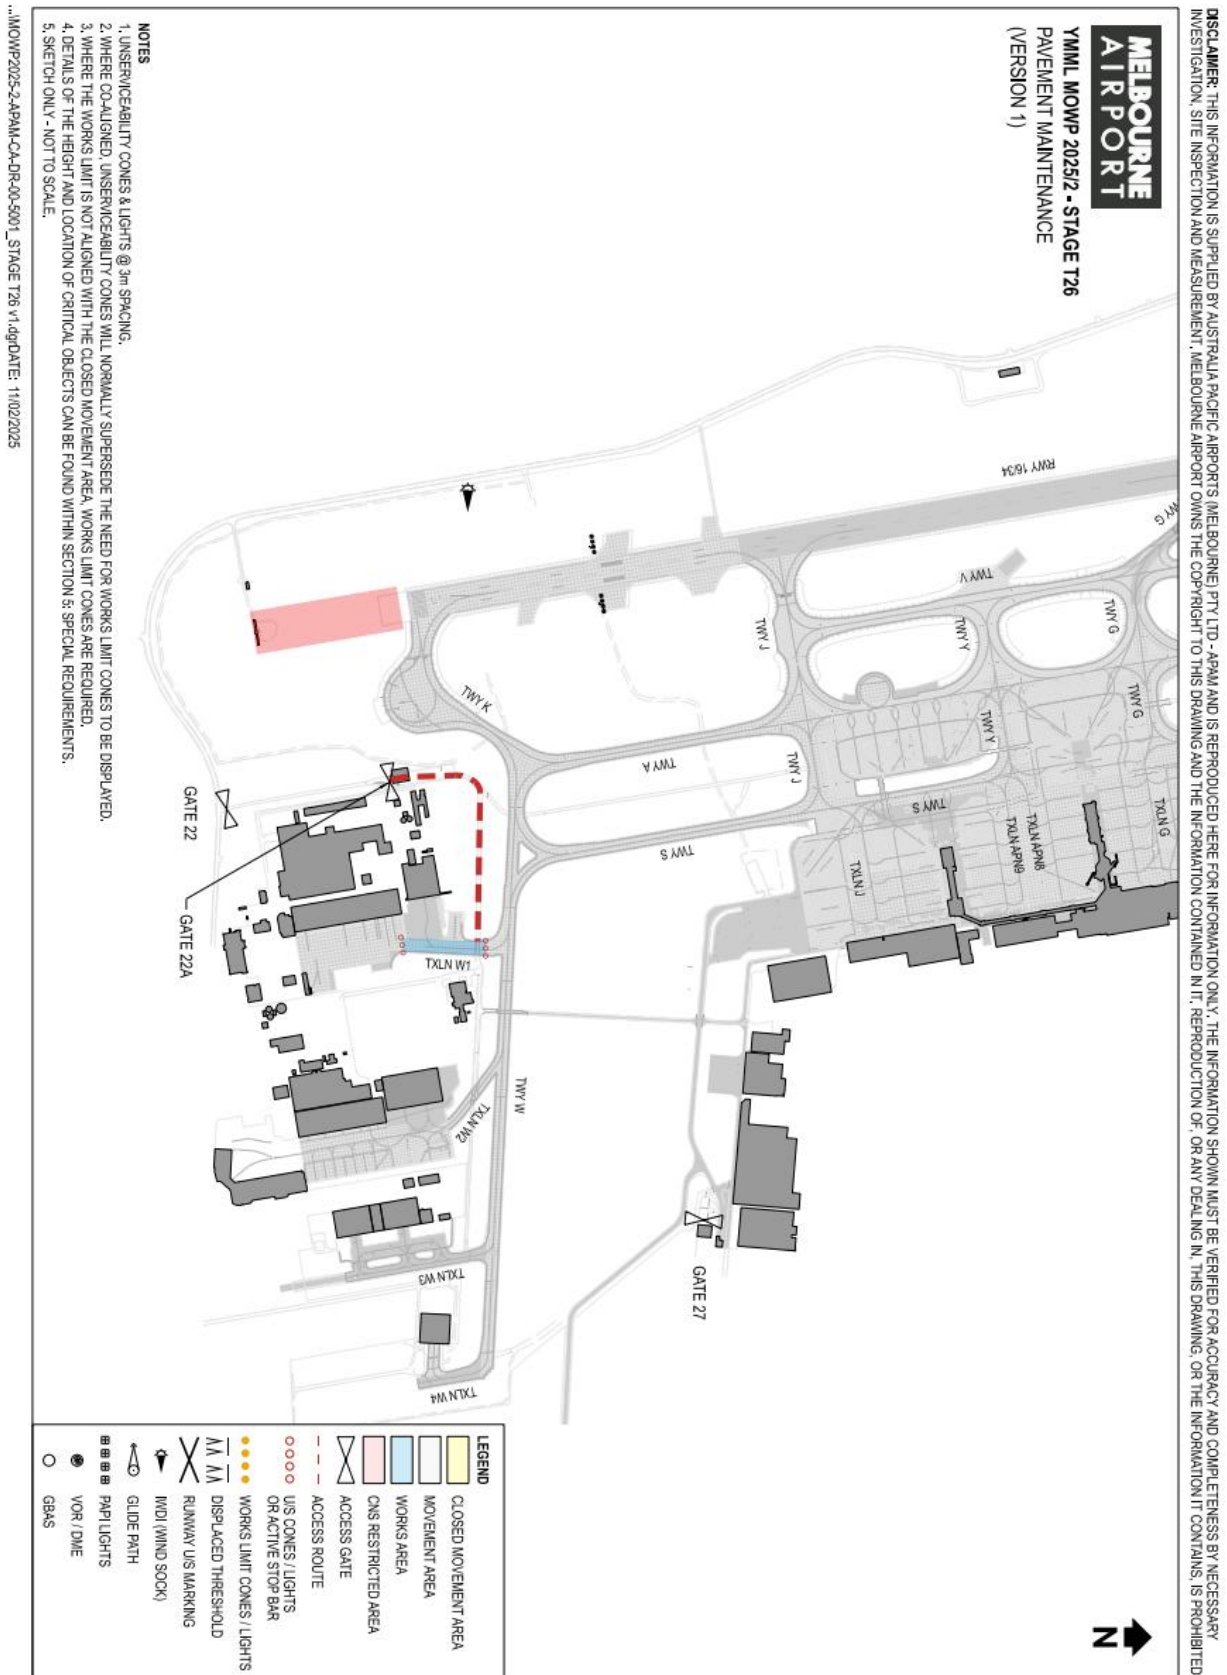 DISCLAIMER: THIS INFORMATION IS SUPPLIED BY AUSTRALIA PACIFIC AIRPORTS (MELBOURNE) PTY LTD - APAM AND IS REPRODUCED HERE FOR INFORMATION ONLY. THE INFORMATION SHOWN MUST BE VERIFIED FOR ACCURACY AND COMPLETENESS BY NECESSARY
INVESTIGATION, SITE INSPECTION AND MEASUREMENT. MELBOURNE AIRPORT OWNS THE COPYRIGHT TO THIS DRAWING AND THE INFORMATION CONTAINED IN IT. REPRODUCTION OF, OR ANY DEALING IN, THIS DRAWING, OR THE INFORMATION IT CONTAINS, IS PROHIBITED
MELBOURNE
AIRPORT
YMML MOWP 2025/2 - STAGE T26
PAVEMENT MAINTENANCE
(VERSION 1)
RWY 16/34
WY G
TWY V
TWY G
TWY Y
TWY J
TWY G
TWY Y
TWY K
TWY A
TWY J
TWY S
TXLN G
TXLN APN8
TXLN APN9
TWY S
TXLN J
GATE 22
GATE 22A
TXLN W1
TWY W
TXLN W2
GATE 27
TXLN W3
TXLN W4
N
NOTES
1. UNSERVICEABILITY CONES & LIGHTS @ 3m SPACING.
2. WHERE CO-ALIGNED, UNSERVICEABILITY CONES WILL NORMALLY SUPERSEDE THE NEED FOR WORKS LIMIT CONES TO BE DISPLAYED.
3. WHERE THE WORKS LIMIT IS NOT ALIGNED WITH THE CLOSED MOVEMENT AREA, WORKS LIMIT CONES ARE REQUIRED.
4. DETAILS OF THE HEIGHT AND LOCATION OF CRITICAL OBJECTS CAN BE FOUND WITHIN SECTION 5: SPECIAL REQUIREMENTS.
5. SKETCH ONLY - NOT TO SCALE.
LEGEND
CLOSED MOVEMENT AREA
MOVEMENT AREA
WORKS AREA
CNS RESTRICTED AREA
ACCESS GATE
ACCESS ROUTE
U/S CONES / LIGHTS
OR ACTIVE STOP BAR
WORKS LIMIT CONES / LIGHTS
DISPLACED THRESHOLD
RUNWAY U/S MARKING
IWDI (WIND SOCK)
GLIDE PATH
PAPI LIGHTS
VOR / DME
GBAS
...\MOWP2025-2-APAM-CA-DR-00-5001_STAGE T26 v1.dgnDATE: 11/02/2025